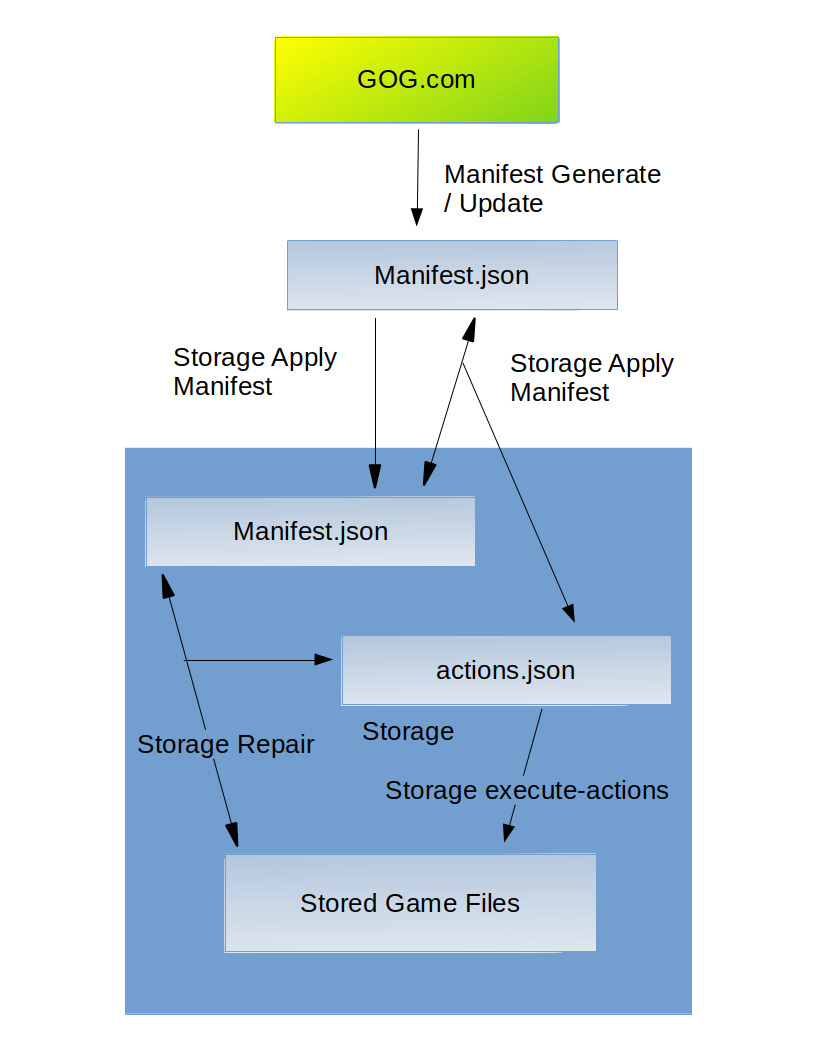 GOG.com
Manifest Generate
/ Update
Manifest.json
Storage Apply
Manifest
Storage Apply
Manifest
Manifest.json
actions.json
Storage
Storage Repair
Storage execute-actions
Stored Game Files